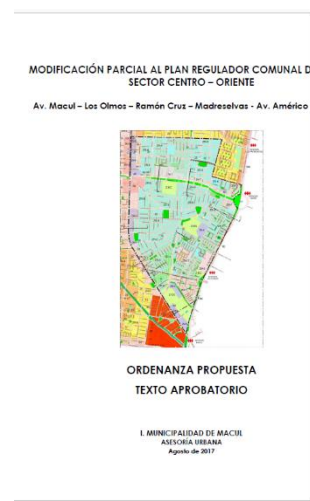 MODIFICACIÓN PARCIAL AL PLAN REGULADOR COMUNAL D
SECTOR CENTRO – ORIENTE
Av. Macul – Los Olmos – Ramón Cruz – Madreselvas - Av. Américo
ORDENANZA PROPUESTA
TEXTO APROBATORIO
I. MUNICIPALIDAD DE MACUL
ASESORÍA URBANA
Agosto de 2017